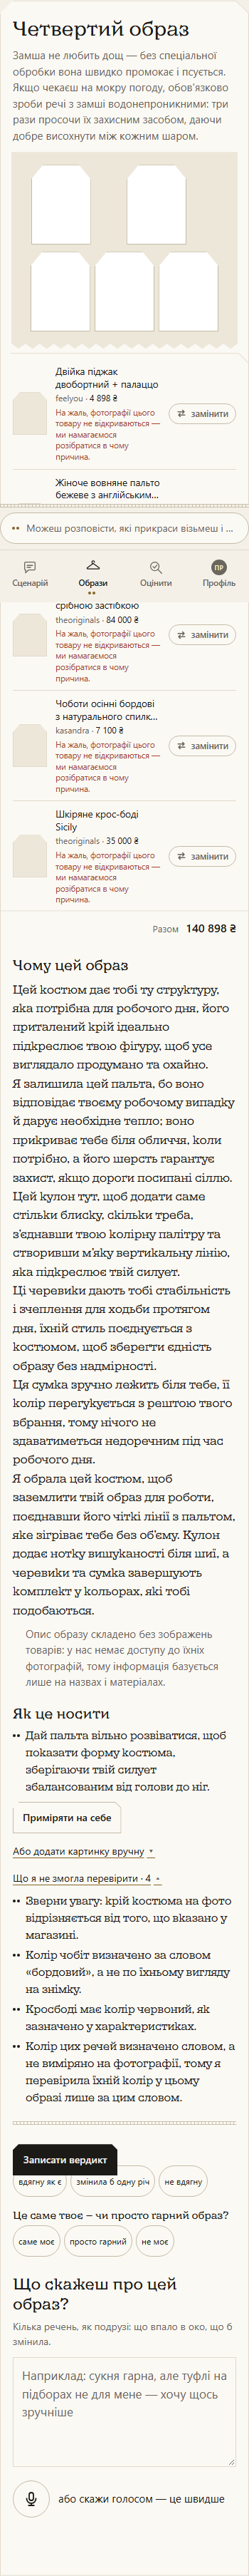 Четвертий образ
Замша не любить дощ — без спеціальної
обробки вона швидко промокає і псується.
Якщо чекаєш на мокру погоду, обов'язково
зроби речі з замші водонепроникними: три
рази просочи їх захисним засобом, даючи
добре висохнути між кожним шаром.
Двійка піджак
двобортний + палаццо
feelyou · 4 898 ₴
На жаль, фотографії цього
товару не відкриваються —
ми намагаємося
розібратися в чому
причина.
замінити
Жіноче вовняне пальто
бежеве з англійським...
•• Можеш розповісти, які прикраси візьмеш і ...
Сценарій
Образи
Оцінити
ПР
Профіль
срібною застібкою
theoriginals · 84 000 ₴
На жаль, фотографії цього
товару не відкриваються —
ми намагаємося
розібратися в чому
причина.
замінити
Чоботи осінні бордові
з натурального спилк...
kasandra · 7 100 ₴
На жаль, фотографії цього
товару не відкриваються —
ми намагаємося
розібратися в чому
причина.
замінити
Шкіряне крос-боді
Sicily
theoriginals · 35 000 ₴
На жаль, фотографії цього
товару не відкриваються —
ми намагаємося
розібратися в чому
причина.
замінити
Разом 140 898 ₴
Чому цей образ
Цей костюм дає тобі ту структуру,
яка потрібна для робочого дня, його
приталений крій ідеально
підкреслює твою фігуру, щоб усе
виглядало продумано та охайно.
Я залишила цей пальта, бо воно
відповідає твоєму робочому випадку
й дарує необхідне тепло; воно
прикриває тебе біля обличчя, коли
потрібно, а його шерсть гарантує
захист, якщо дороги посипані сіллю.
Цей кулон тут, щоб додати саме
стільки блиску, скільки треба,
з'єднавши твою колірну палітру та
створивши м'яку вертикальну лінію,
яка підкреслює твій силует.
Ці черевики дають тобі стабільність
і зчеплення для ходьби протягом
дня, їхній стиль поєднується з
костюмом, щоб зберегти єдність
образу без надмірності.
Ця сумка зручно лежить біля тебе, її
колір перегукується з рештою твого
вбрання, тому нічого не
здаватиметься недоречним під час
робочого дня.
Я обрала цей костюм, щоб
заземлити твій образ для роботи,
поєднавши його чіткі лінії з пальтом,
яке зігріває тебе без об'єму. Кулон
додає нотку вишуканості біля шиї, а
черевики та сумка завершують
комплект у кольорах, які тобі
подобаються.
Опис образу складено без зображень
товарів: у нас немає доступу до їхніх
фотографій, тому інформація базується
лише на назвах і матеріалах.
Як це носити
•• Дай пальта вільно розвіватися, щоб
показати форму костюма,
зберігаючи твій силует
збалансованим від голови до ніг.
Приміряти на себе
Або додати картинку вручну
Що я не змогла перевірити · 4
•• Зверни увагу: крій костюма на фото
відрізняється від того, що вказано у
магазині.
•• Колір чобіт визначено за словом
«бордовий», а не по їхньому вигляду
на знімку.
•• Кросбоді має колір червоний, як
зазначено у характеристиках.
•• Колір цих речей визначено словом, а
не виміряно на фотографії, тому я
перевірила їхній колір у цьому
образі лише за цим словом.
Записати вердикт
вдягну як є
змінила б одну річ
не вдягну
Це саме твоє — чи просто гарний образ?
саме моє
просто гарний
не моє
Що скажеш про цей
образ?
Кілька речень, як подрузі: що впало в око, що б
змінила.
Наприклад: сукня гарна, але туфлі на
підборах не для мене — хочу щось
зручніше
або скажи голосом — це швидше